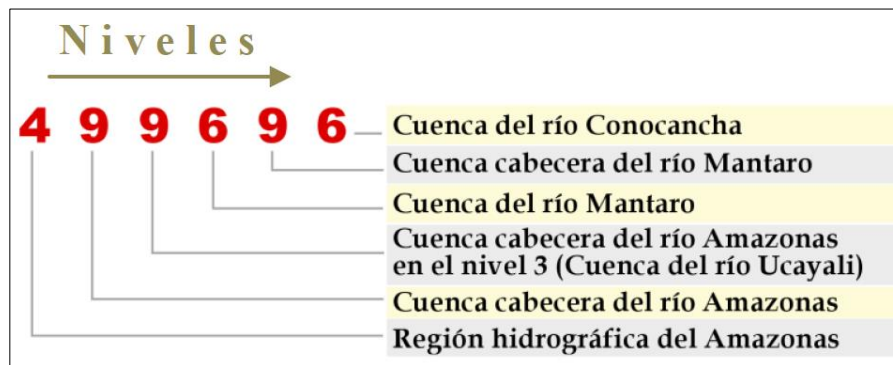 Niveles
4 9 9 6 9 6
Cuenca del río Conocancha
Cuenca cabecera del río Mantaro
Cuenca del río Mantaro
Cuenca cabecera del río Amazonas
en el nivel 3 (Cuenca del río Ucayali)
Cuenca cabecera del río Amazonas
Región hidrográfica del Amazonas